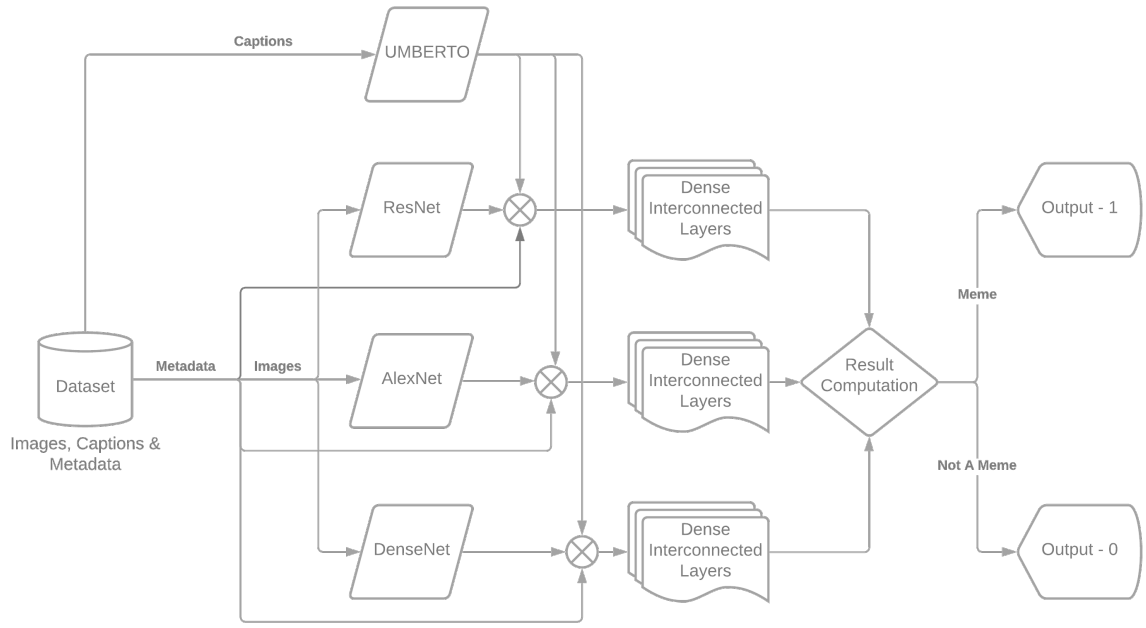 Captions
UMBERTO
ResNet
Dense
Interconnected
Layers
Output - 1
Meme
Metadata
Images
Dataset
AlexNet
Dense
Interconnected
Layers
Result
Computation
Images, Captions &
Metadata
Not A Meme
DenseNet
Dense
Interconnected
Layers
Output - 0